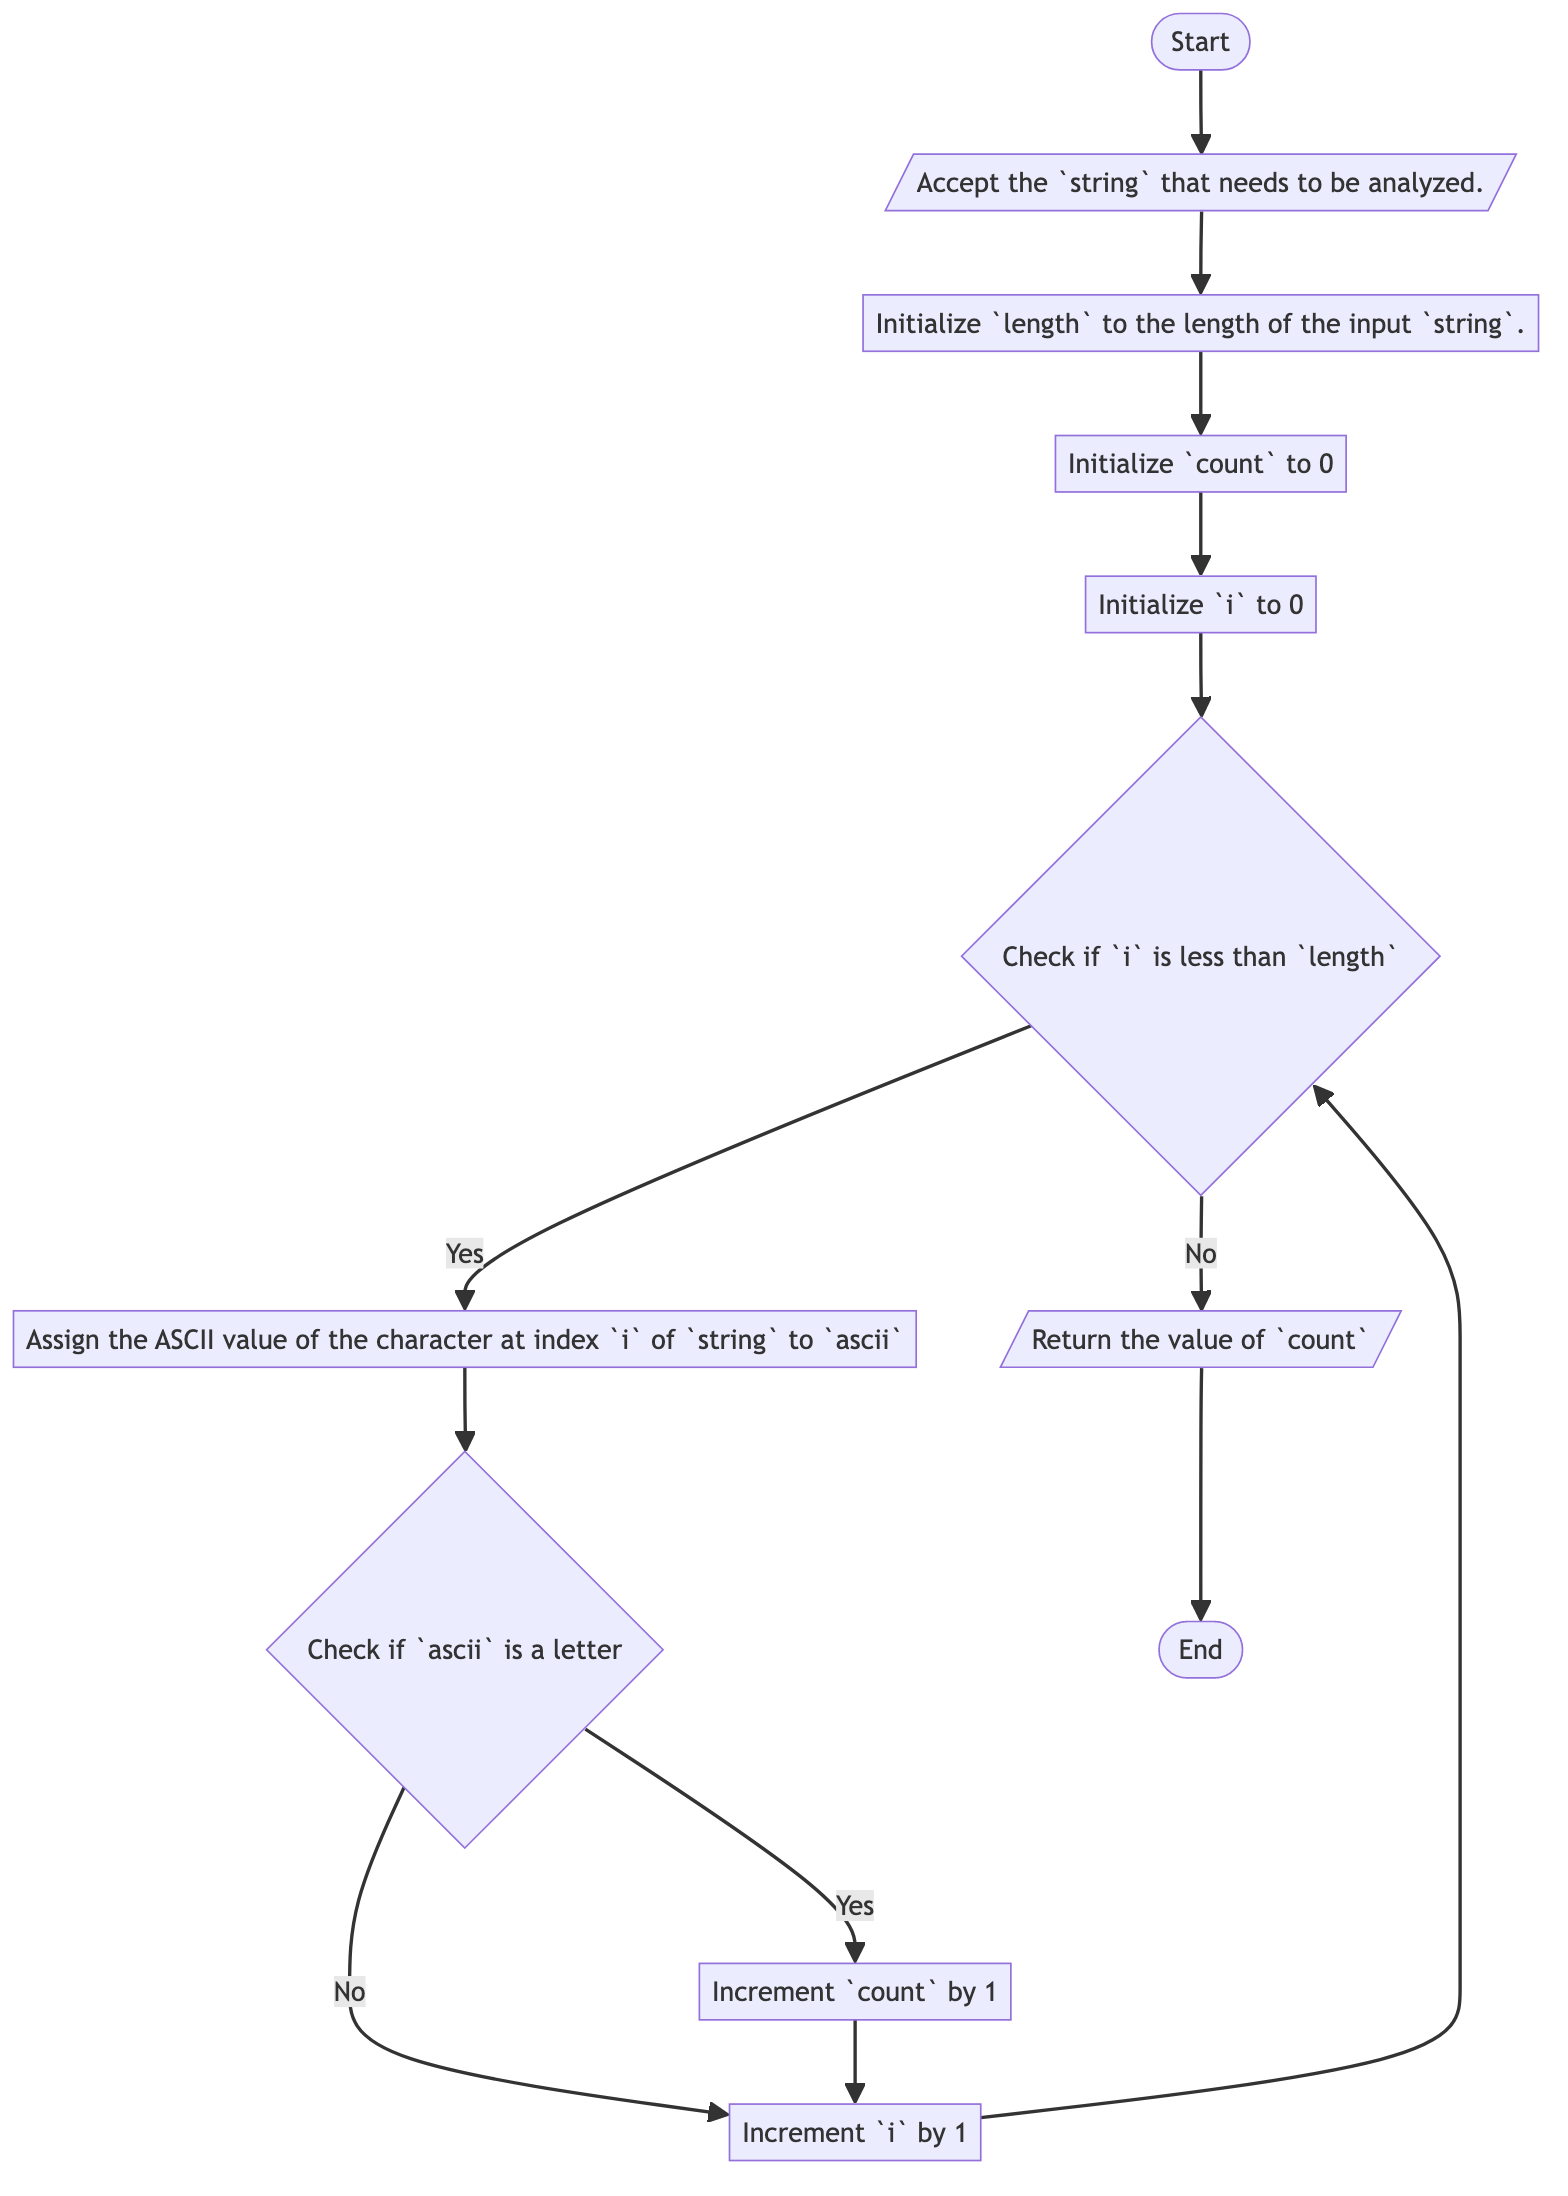 Start
Accept the `string` that needs to be analyzed.
Initialize `length` to the length of the input `string`.
Initialize `count` to 0
Initialize `i` to 0
Check if `i` is less than `length`
Yes
No
Assign the ASCII value of the character at index `i` of `string` to `ascii`
Return the value of `count`
Check if `ascii` is a letter
End
Yes
No
Increment `count` by 1
Increment `i` by 1